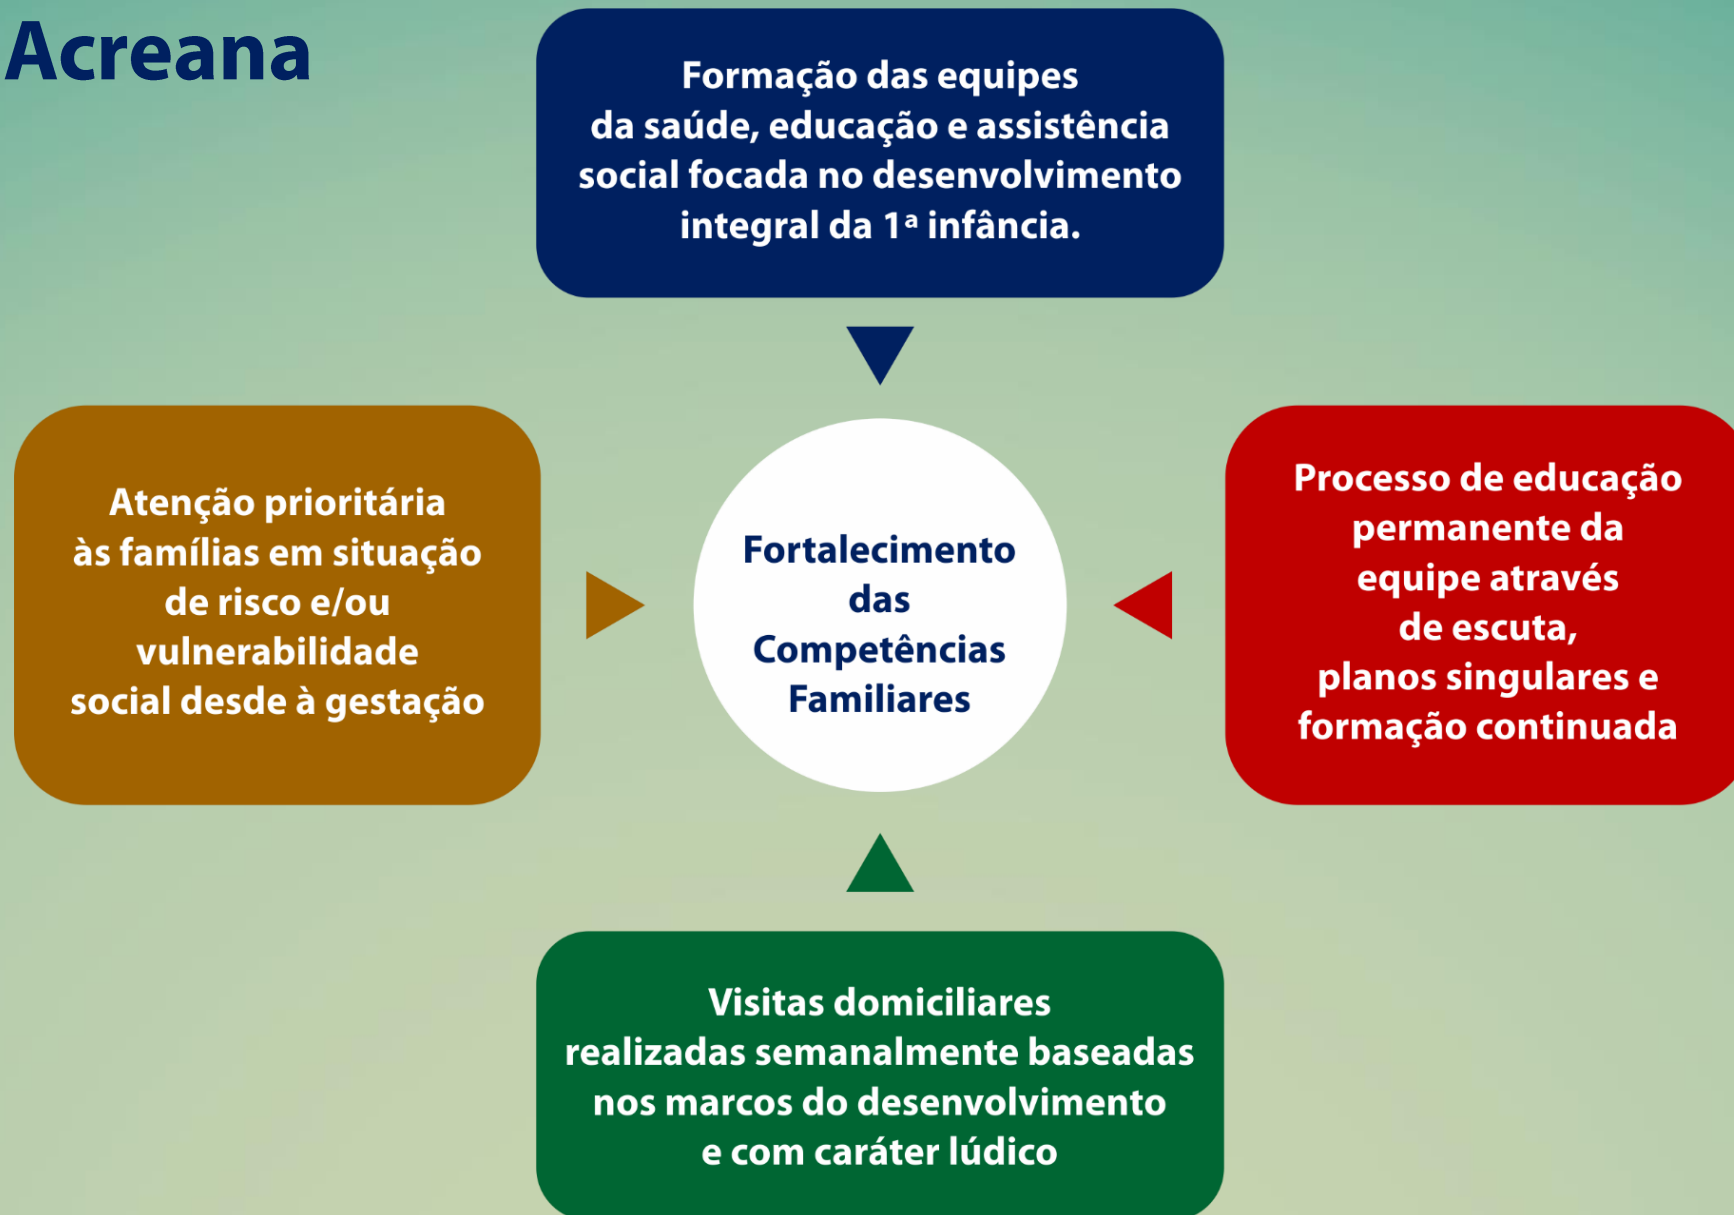 Acreana
Formação das equipes
da saúde, educação e assistência
social focada no desenvolvimento
integral da 1ª infância.
Atenção prioritária
às famílias em situação
de risco e/ou
vulnerabilidade
social desde à gestação
Fortalecimento
das
Competências
Familiares
Processo de educação
permanente da
equipe através
de escuta,
planos singulares e
formação continuada
Visitas domiciliares
realizadas semanalmente baseadas
nos marcos do desenvolvimento
e com caráter lúdico